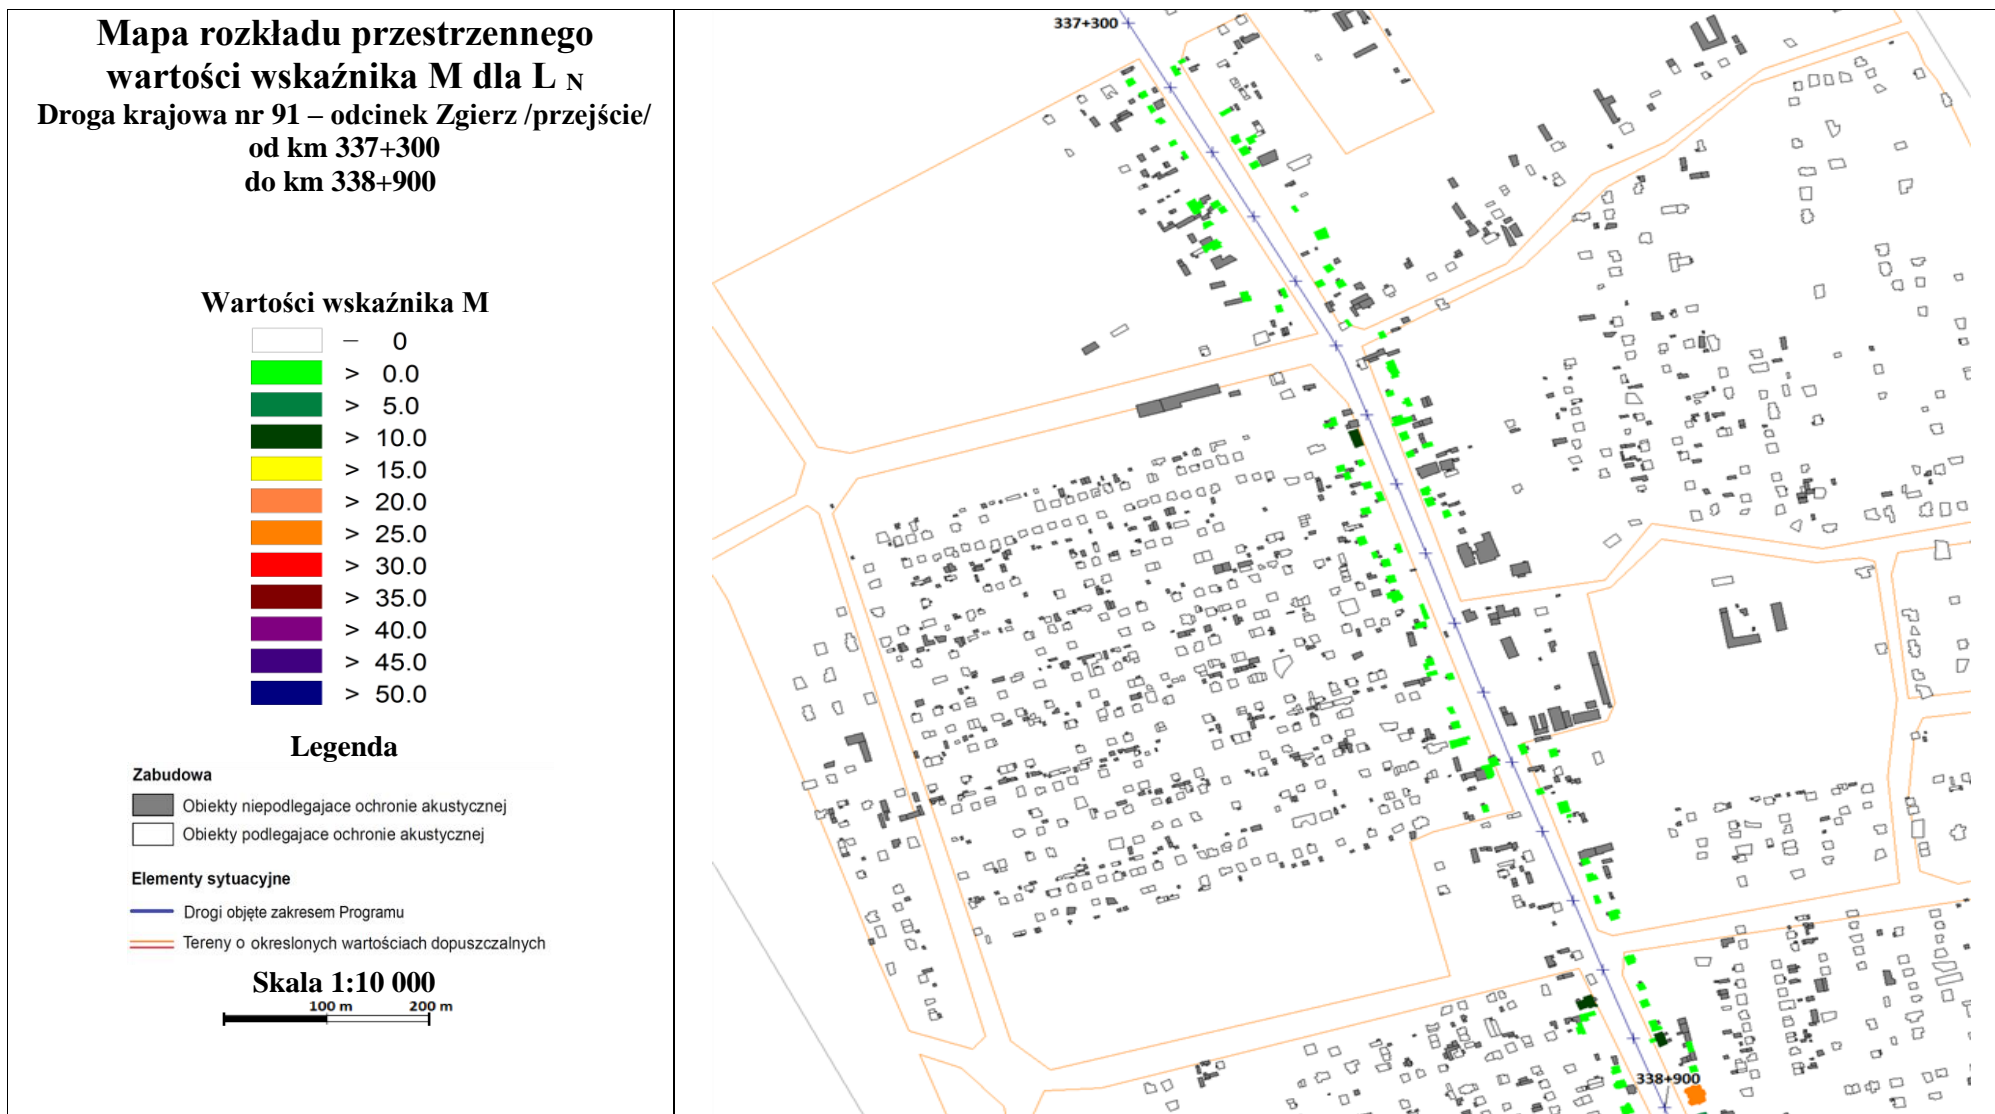 Mapa rozkładu przestrzennego
wartości wskaźnika M dla L N
Droga krajowa nr 91 – odcinek Zgierz /przejście/
od km 337+300
do km 338+900
Wartości wskaźnika M
– 0
> 0.0
> 5.0
> 10.0
> 15.0
> 20.0
> 25.0
> 30.0
> 35.0
> 40.0
> 45.0
> 50.0
Legenda
Zabudowa
Obiekty niepodlegajace ochronie akustycznej
Obiekty podlegajace ochronie akustycznej
Elementy sytuacyjne
Drogi objęte zakresem Programu
Tereny o okreslonych wartościach dopuszczalnych
Skala 1:10 000
100 m 200 m
337+300
338+900